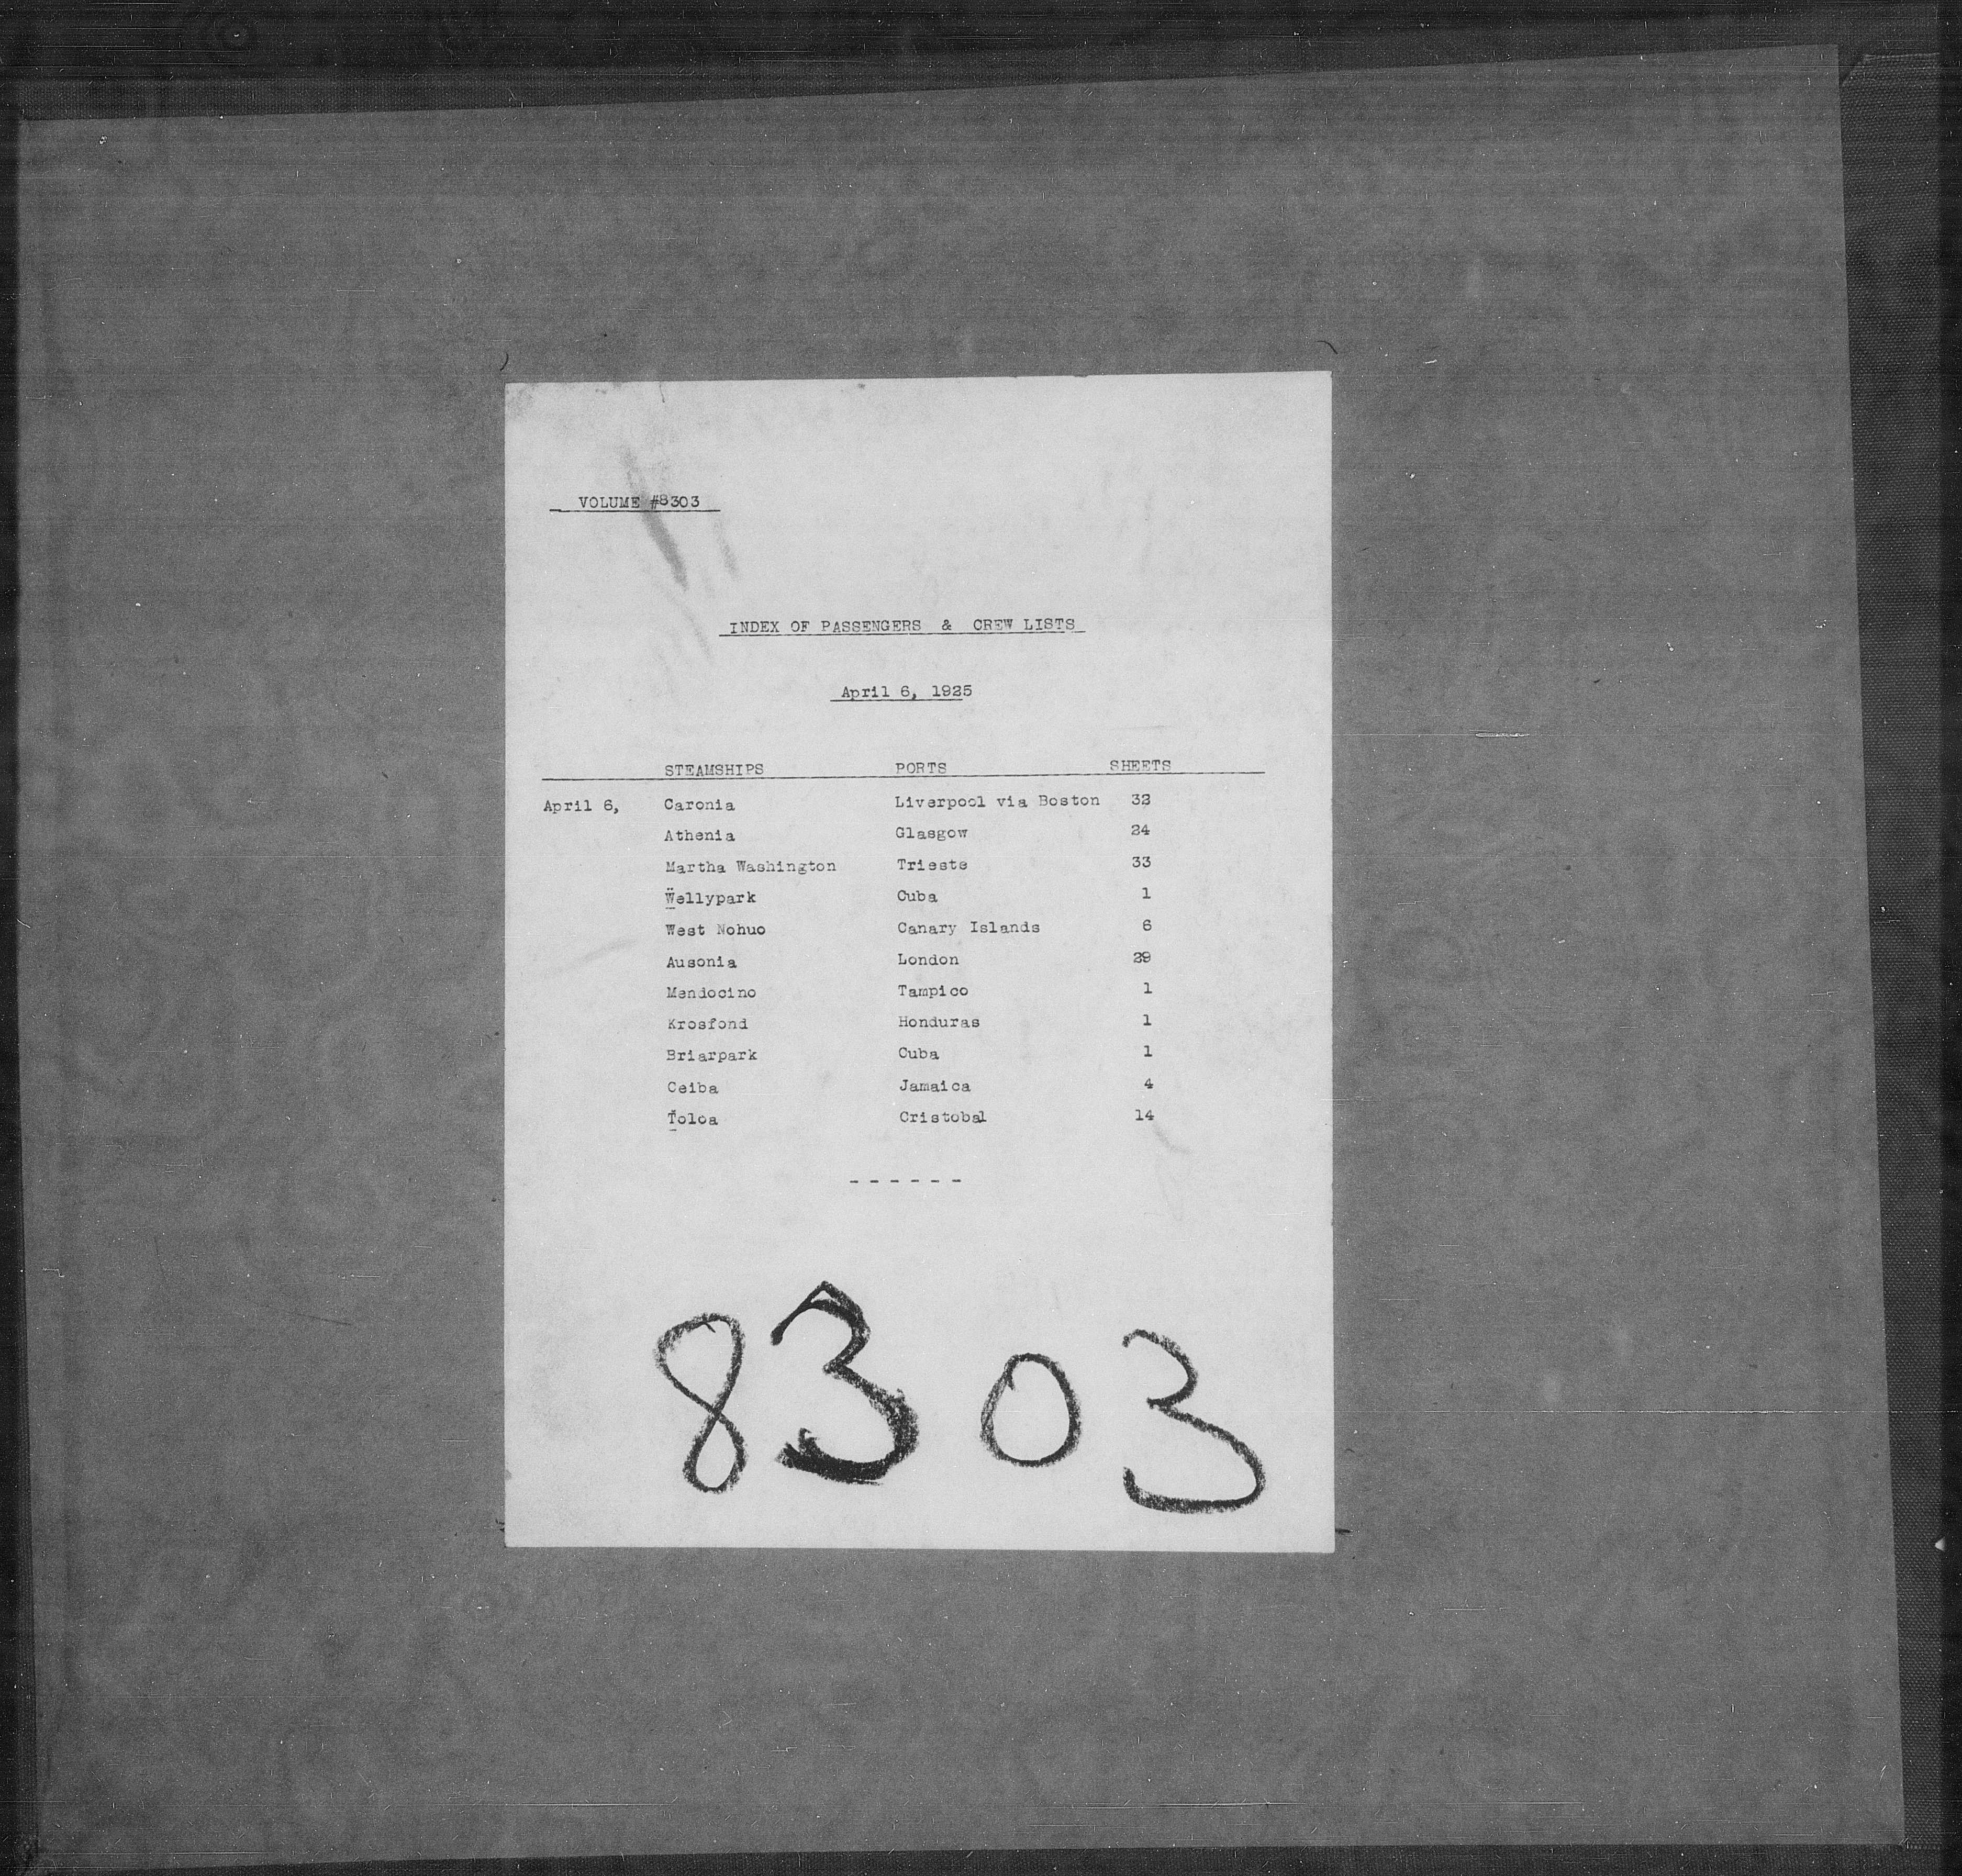 VOLUME #8303
INDEX OF PASSENGERS & CREW LISTS
April 6, 1925
STEAMSHIPS PORTS SHEETS
April 6, Caronia Liverpool via Boston 32
Athenia Glasgow 24
Martha Washington Trieste 33
Wellypark Cuba 1
West Nohuo Canary Islands 6
Ausonia London 29
Mendocino Tampico 1
Krosfond Honduras 1
Briarpark Cuba 1
Ceiba Jamaica 4
Toloa Cristobal 14
- - - - - -
8303